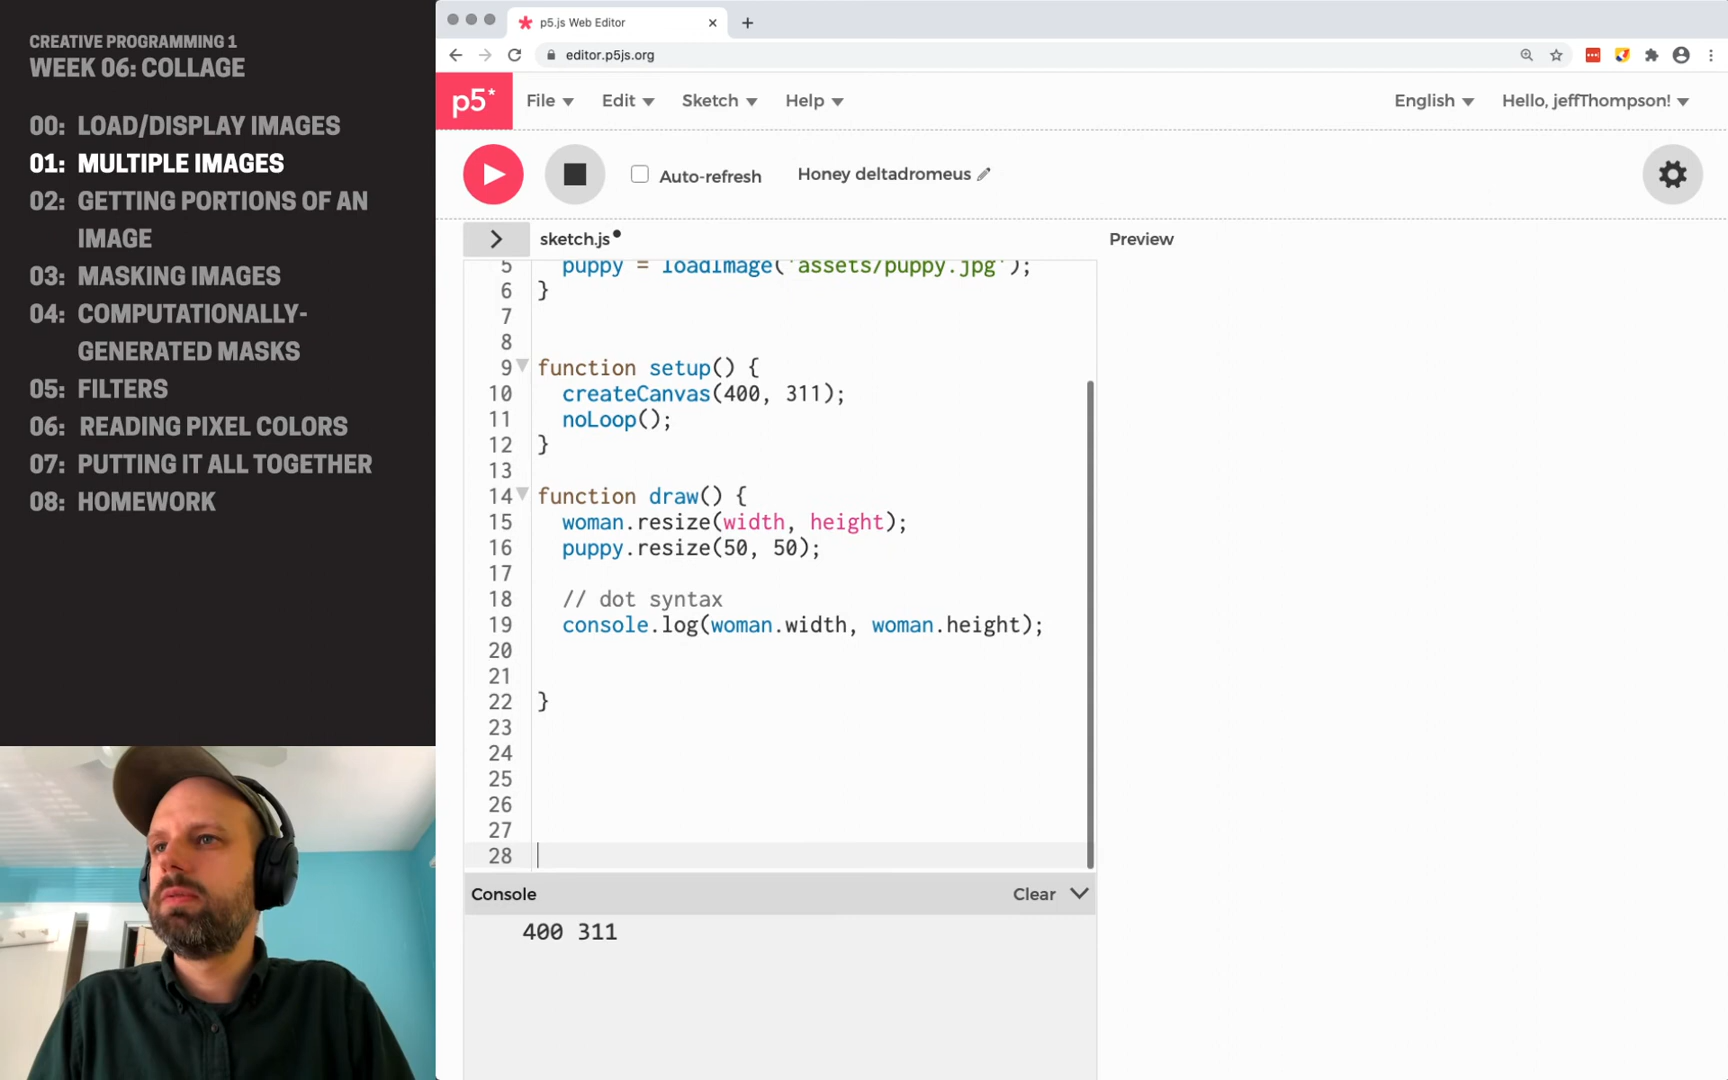 CREATIVE PROGRAMMING 1
WEEK 06: COLLAGE
00: LOAD/DISPLAY IMAGES
01: MULTIPLE IMAGES
02: GETTING PORTIONS OF AN
IMAGE
03: MASKING IMAGES
04: COMPUTATIONALLY-
GENERATED MASKS
05: FILTERS
06: READING PIXEL COLORS
07: PUTTING IT ALL TOGETHER
08: HOMEWORK
p5.js Web Editor
editor.p5js.org
p5*
File Edit Sketch Help English Hello, jeffThompson!
Auto-refresh Honey deltadromeus
sketch.js Preview
5 puppy = loadImage('assets/puppy.jpg');
6 }
7
8
9 function setup() {
10 createCanvas(400, 311);
11 noLoop();
12 }
13
14 function draw() {
15 woman.resize(width, height);
16 puppy.resize(50, 50);
17
18 // dot syntax
19 console.log(woman.width, woman.height);
20
21
22 }
23
24
25
26
27
28
Console Clear
400 311